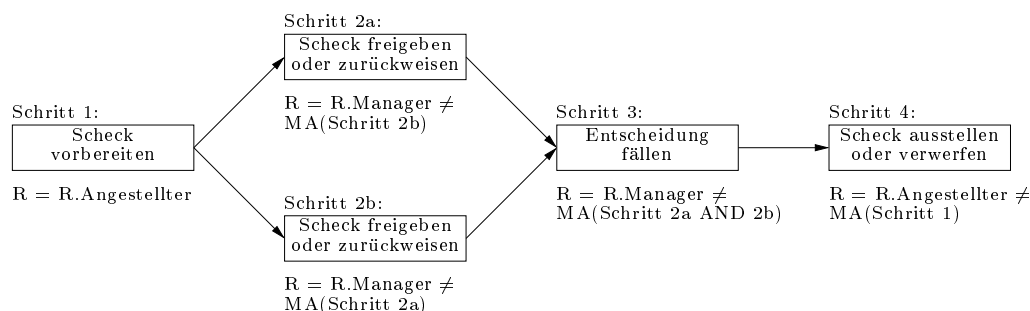 Schritt 1:
Scheck
vorbereiten
R = R.Angestellter
Schritt 2a:
Scheck freigeben
oder zurückweisen
R = R.Manager ≠
MA(Schritt 2b)
Schritt 2b:
Scheck freigeben
oder zurückweisen
R = R.Manager ≠
MA(Schritt 2a)
Schritt 3:
Entscheidung
fällen
R = R.Manager ≠
MA(Schritt 2a AND 2b)
Schritt 4:
Scheck ausstellen
oder verwerfen
R = R.Angestellter ≠
MA(Schritt 1)